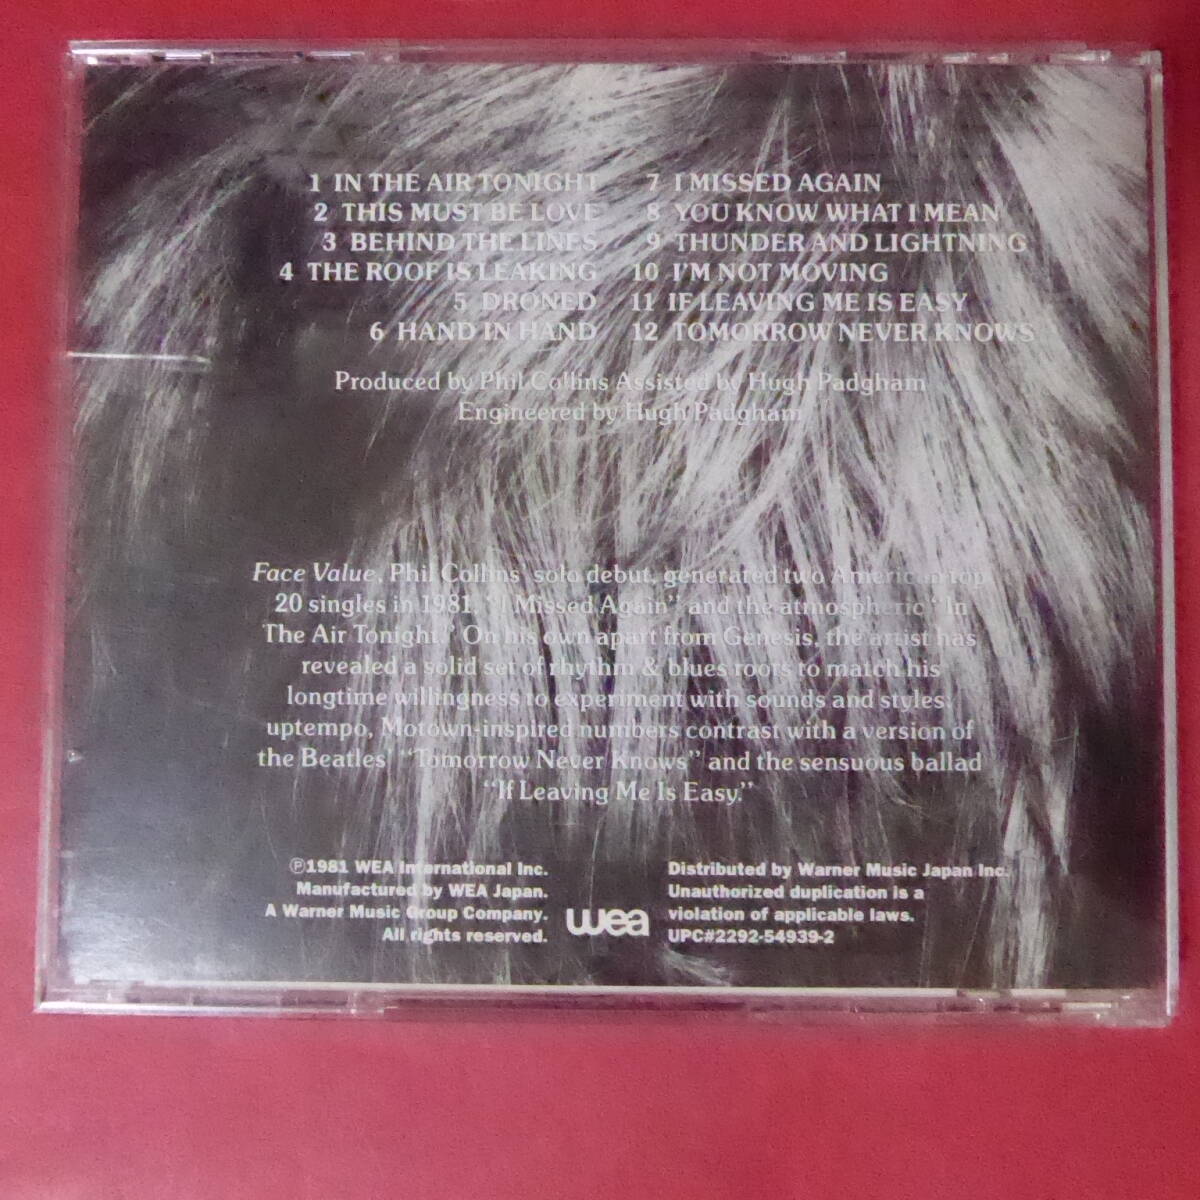 1 IN THE AIR TONIGHT
2 THIS MUST BE LOVE
3 BEHIND THE LINES
4 THE ROOF IS LEAKING
5 DRONED
6 HAND IN HAND
7 I MISSED AGAIN
8 YOU KNOW WHAT I MEAN
9 THUNDER AND LIGHTNING
10 I'M NOT MOVING
11 IF LEAVING ME IS EASY
12 TOMORROW NEVER KNOWS
Produced by Phil Collins Assisted by Hugh Padgham
Engineered by Hugh Padgham
Face Value, Phil Collins' solo debut, generated two American top
20 singles in 1981, "I Missed Again" and the atmospheric "In
The Air Tonight." On his own apart from Genesis, the artist has
revealed a solid set of rhythm & blues roots to match his
longtime willingness to experiment with sounds and styles:
uptempo, Motown-inspired numbers contrast with a version of
the Beatles' "Tomorrow Never Knows" and the sensuous ballad
"If Leaving Me Is Easy."
℗1981 WEA International Inc.
Manufactured by WEA Japan.
A Warner Music Group Company.
All rights reserved.
wea
Distributed by Warner Music Japan Inc.
Unauthorized duplication is a
violation of applicable laws.
UPC#2292-54939-2